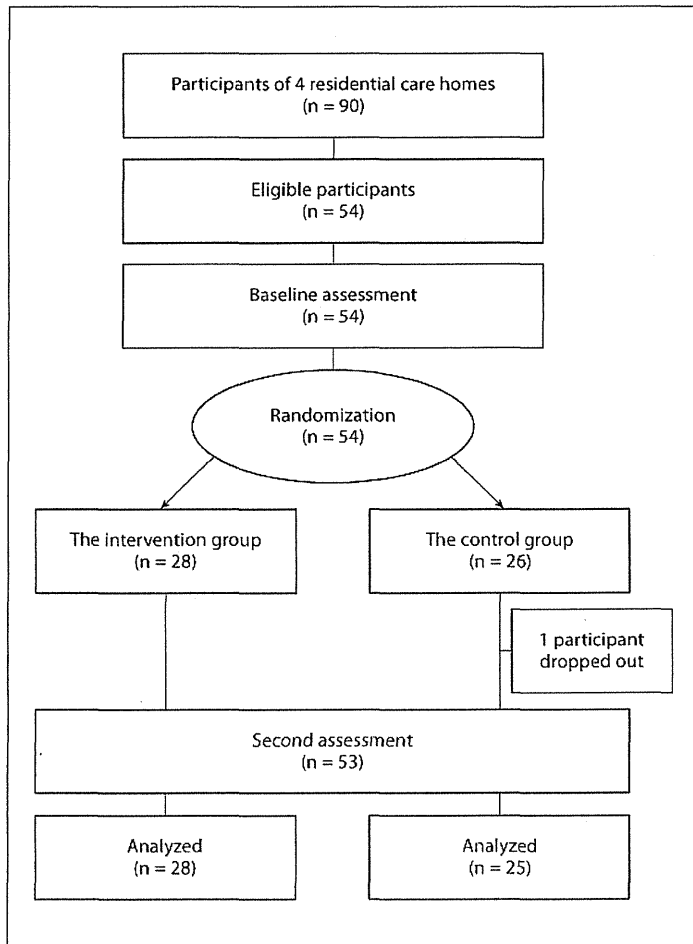 Participants of 4 residential care homes
(n = 90)
Eligible participants
(n = 54)
Baseline assessment
(n = 54)
Randomization
(n = 54)
The intervention group
(n = 28)
The control group
(n = 26)
1 participant
dropped out
Second assessment
(n = 53)
Analyzed
(n = 28)
Analyzed
(n = 25)